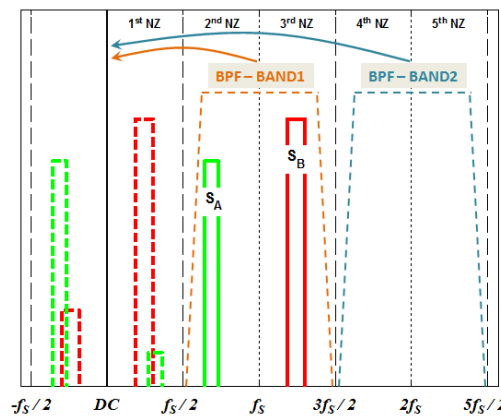 1st NZ 2nd NZ 3rd NZ 4th NZ 5th NZ
BPF – BAND1 BPF – BAND2
SB
SA
-fS / 2 DC fS / 2 fS 3fS / 2 2fS 5fS / 2